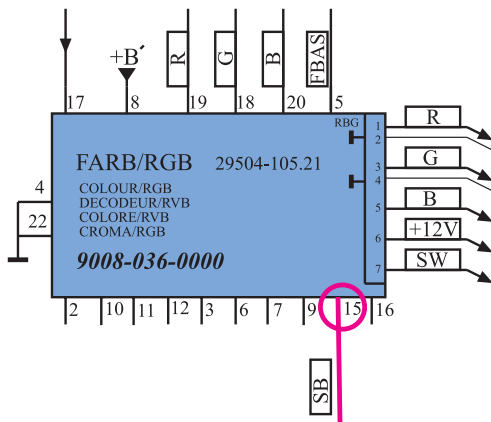 +B′
R
G
B
FBAS
17
8
19
18
20
5
RBG
1
R
2
FARB/RGB 29504-105.21
3
G
4
4
COLOUR/RGB
DECODEUR/RVB
COLORE/RVB
CROMA/RGB
5
B
22
6
+12V
9008-036-0000
7
SW
2
10
11
12
3
6
7
9
15
16
SB